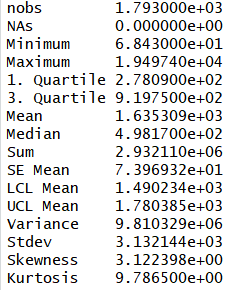 nobs 1.793000e+03
NAs 0.000000e+00
Minimum 6.843000e+01
Maximum 1.949740e+04
1. Quartile 2.780900e+02
3. Quartile 9.197500e+02
Mean 1.635309e+03
Median 4.981700e+02
Sum 2.932110e+06
SE Mean 7.396932e+01
LCL Mean 1.490234e+03
UCL Mean 1.780385e+03
Variance 9.810329e+06
Stdev 3.132144e+03
Skewness 3.122398e+00
Kurtosis 9.786500e+00